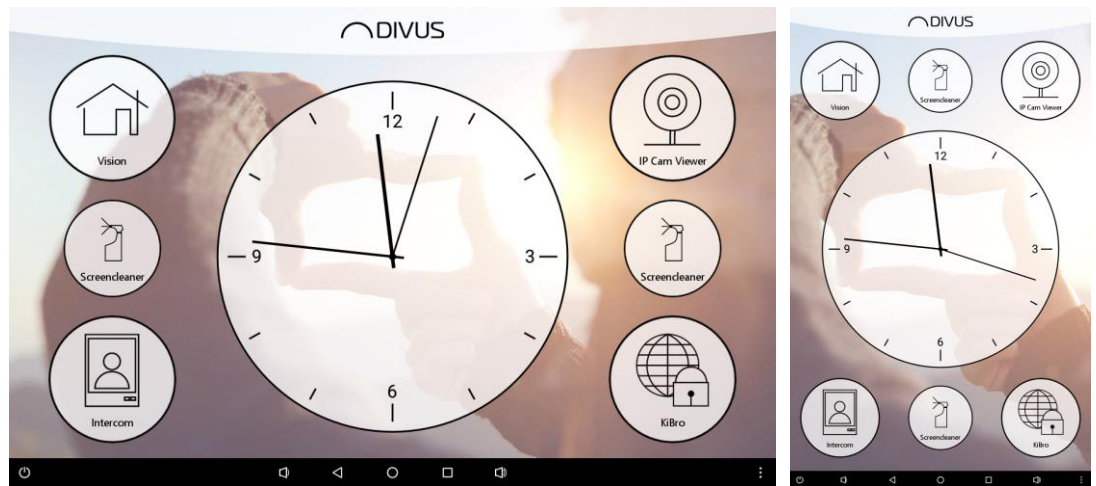 DIVUS
Vision
IP Cam Viewer
12
Screencleaner
9
3
Screencleaner
Intercom
6
KiBro
DIVUS
Vision
Screencleaner
IP Cam Viewer
12
9
3
6
Intercom
Screencleaner
KiBro